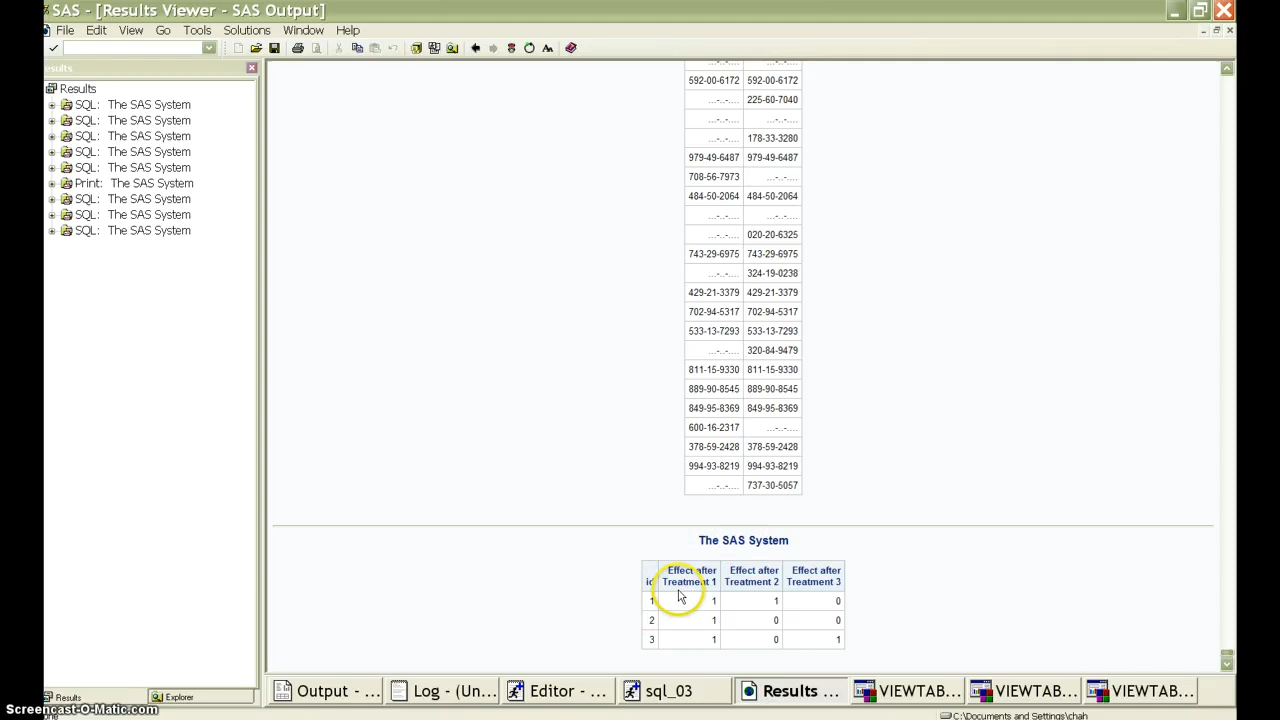 SAS - [Results Viewer - SAS Output]
File Edit View Go Tools Solutions Window Help
esults
Results
SQL: The SAS System
SQL: The SAS System
SQL: The SAS System
SQL: The SAS System
SQL: The SAS System
Print: The SAS System
SQL: The SAS System
SQL: The SAS System
SQL: The SAS System
...-..-.... ...-..-....
592-00-6172 592-00-6172
...-..-.... 225-60-7040
...-..-.... ...-..-....
...-..-.... 178-33-3280
979-49-6487 979-49-6487
708-56-7973 ...-..-....
484-50-2064 484-50-2064
...-..-.... ...-..-....
...-..-.... 020-20-6325
743-29-6975 743-29-6975
...-..-.... 324-19-0238
429-21-3379 429-21-3379
702-94-5317 702-94-5317
533-13-7293 533-13-7293
...-..-.... 320-84-9479
811-15-9330 811-15-9330
889-90-8545 889-90-8545
849-95-8369 849-95-8369
600-16-2317 ...-..-....
378-59-2428 378-59-2428
994-93-8219 994-93-8219
...-..-.... 737-30-5057
The SAS System
Effect after Effect after Effect after
id Treatment 1 Treatment 2 Treatment 3
1 1 1 0
2 1 0 0
3 1 0 1
Results Explorer
Output - ... Log - (Un... Editor - ... sql_03 Results ... VIEWTAB... VIEWTAB... VIEWTAB...
Screencast-O-Matic.com
one C:\Documents and Settings\chah